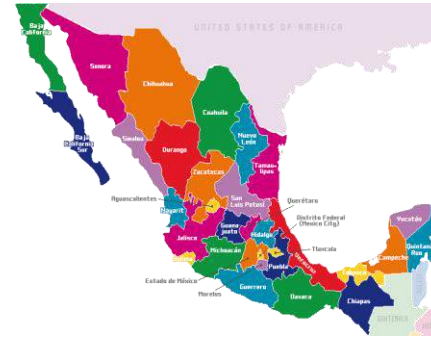 UNITED STATES OF AMERICA
Baja
California
Sonora
Chihuahua
Coahuila
Baja
California
Sur
Sinaloa
Durango
Nuevo
León
Tamau-
lipas
Zacatecas
Aguascalientes
San
Luis Potosí
Nayarit
Querétaro
Distrito Federal
(Mexico City)
Guana-
juato
Jalisco
Hidalgo
Tlaxcala
Yucatán
Quintana
Roo
Campeche
Michoacán
Veracruz
Tabasco
Colima
Puebla
Estado de México
Morelos
Guerrero
Oaxaca
Chiapas
GUATEMALA